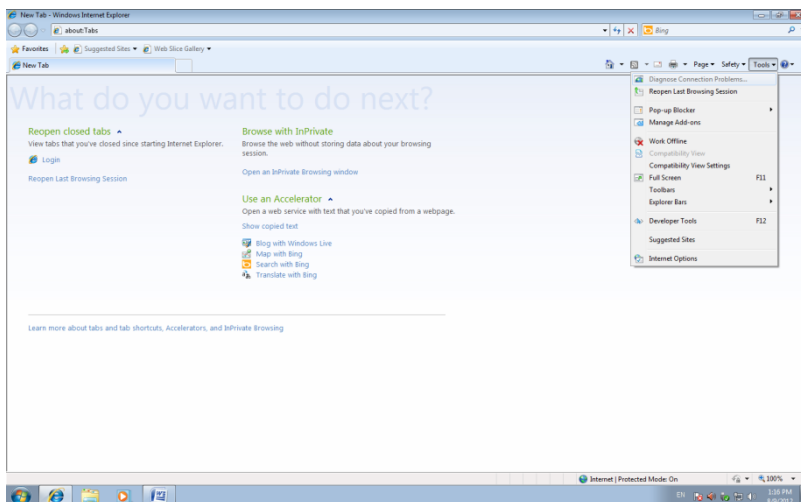 New Tab - Windows Internet Explorer
about:Tabs
Bing
Favorites Suggested Sites Web Slice Gallery
New Tab
Page Safety Tools
What do you want to do next?
Reopen closed tabs
View tabs that you've closed since starting Internet Explorer.
Login
Reopen Last Browsing Session
Browse with InPrivate
Browse the web without storing data about your browsing
session.
Open an InPrivate Browsing window
Use an Accelerator
Open a web service with text that you've copied from a webpage.
Show copied text
Blog with Windows Live
Map with Bing
Search with Bing
Translate with Bing
Learn more about tabs and tab shortcuts, Accelerators, and InPrivate Browsing
Diagnose Connection Problems...
Reopen Last Browsing Session
Pop-up Blocker
Manage Add-ons
Work Offline
Compatibility View
Compatibility View Settings
Full Screen F11
Toolbars
Explorer Bars
Developer Tools F12
Suggested Sites
Internet Options
Internet | Protected Mode: On 100%
EN 1:16 PM